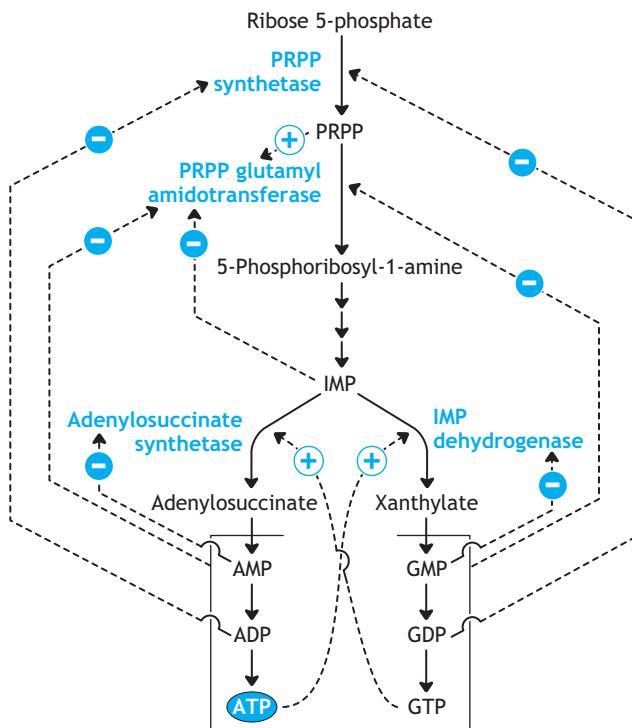 Ribose 5-phosphate
PRPP
synthetase
−
+
PRPP
−
PRPP glutamyl
amidotransferase
−
−
−
5-Phosphoribosyl-1-amine
IMP
Adenylosuccinate
synthetase
IMP
dehydrogenase
+
+
−
−
Adenylosuccinate
Xanthylate
AMP
GMP
ADP
GDP
ATP
GTP